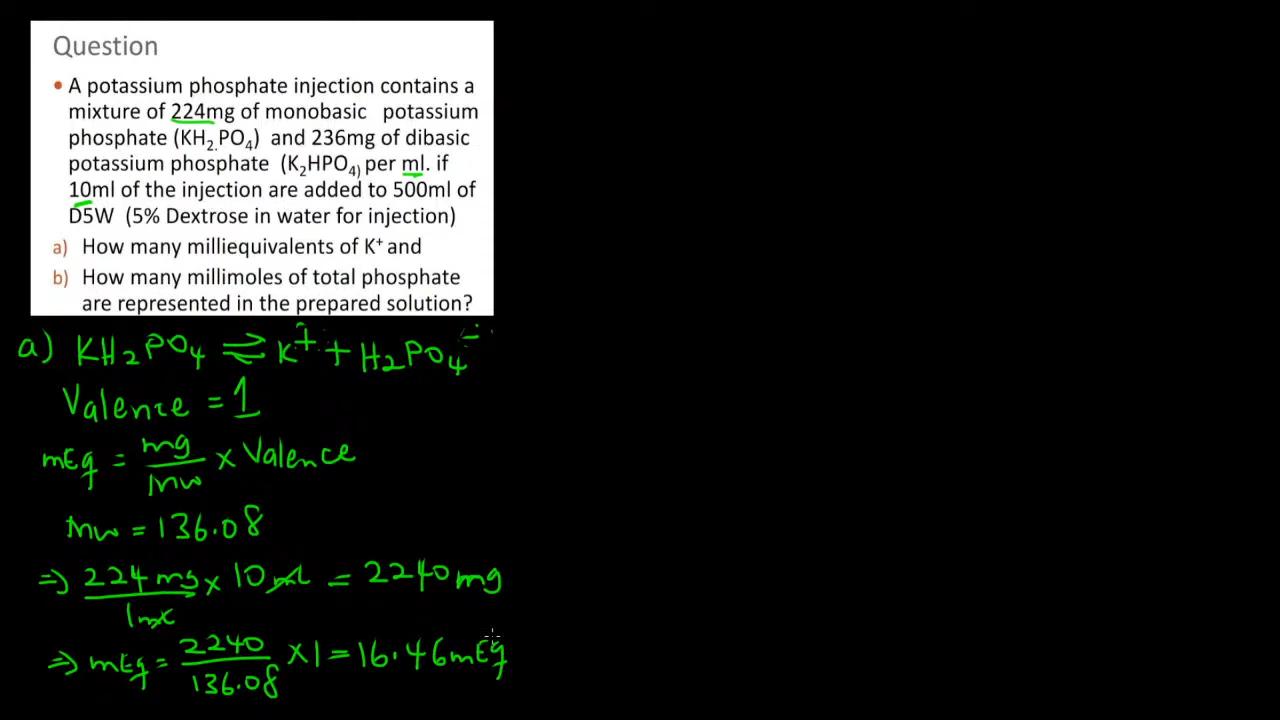 Question
• A potassium phosphate injection contains a
mixture of 224mg of monobasic potassium
phosphate (KH₂PO₄) and 236mg of dibasic
potassium phosphate (K₂HPO₄) per ml. if
10ml of the injection are added to 500ml of
D5W (5% Dextrose in water for injection)
a) How many milliequivalents of K⁺ and
b) How many millimoles of total phosphate
are represented in the prepared solution?
a) KH₂PO₄ ⇌ K⁺ + H₂PO₄⁻
Valence = 1
mEq = mg/mw × Valence
Mw = 136.08
⇒ 224mg/1ml × 10ml = 2240mg
⇒ mEq = 2240/136.08 × 1 = 16.46mEq